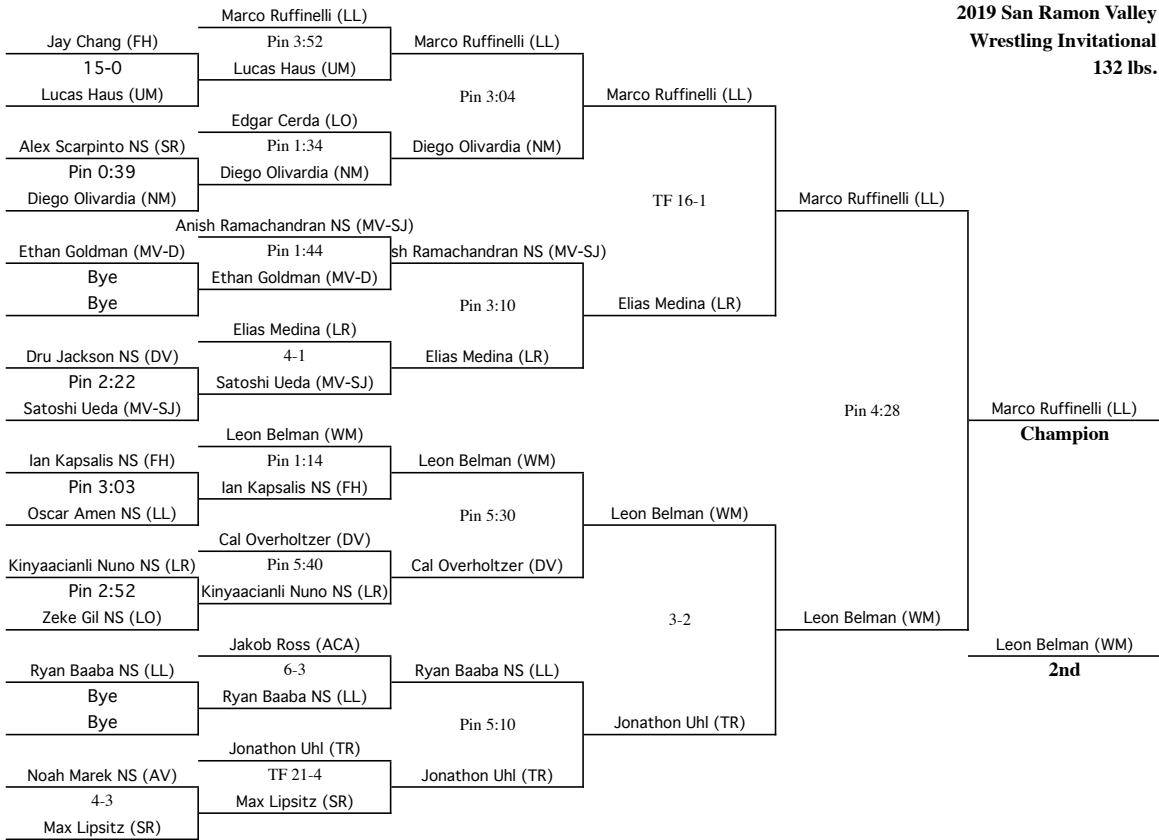 2019 San Ramon Valley
Wrestling Invitational
132 lbs.
Jay Chang (FH)
15-0
Lucas Haus (UM)
Alex Scarpinto NS (SR)
Pin 0:39
Diego Olivardia (NM)
Ethan Goldman (MV-D)
Bye
Bye
Dru Jackson NS (DV)
Pin 2:22
Satoshi Ueda (MV-SJ)
Ian Kapsalis NS (FH)
Pin 3:03
Oscar Amen NS (LL)
Kinyaacianli Nuno NS (LR)
Pin 2:52
Zeke Gil NS (LO)
Ryan Baaba NS (LL)
Bye
Bye
Noah Marek NS (AV)
4-3
Max Lipsitz (SR)
Marco Ruffinelli (LL)
Pin 3:52
Lucas Haus (UM)
Edgar Cerda (LO)
Pin 1:34
Diego Olivardia (NM)
Anish Ramachandran NS (MV-SJ)
Pin 1:44
Ethan Goldman (MV-D)
Elias Medina (LR)
4-1
Satoshi Ueda (MV-SJ)
Leon Belman (WM)
Pin 1:14
Ian Kapsalis NS (FH)
Cal Overholtzer (DV)
Pin 5:40
Kinyaacianli Nuno NS (LR)
Jakob Ross (ACA)
6-3
Ryan Baaba NS (LL)
Jonathon Uhl (TR)
TF 21-4
Max Lipsitz (SR)
Marco Ruffinelli (LL)
Pin 3:04
Diego Olivardia (NM)
sh Ramachandran NS (MV-SJ)
Pin 3:10
Elias Medina (LR)
Leon Belman (WM)
Pin 5:30
Cal Overholtzer (DV)
Ryan Baaba NS (LL)
Pin 5:10
Jonathon Uhl (TR)
Marco Ruffinelli (LL)
TF 16-1
Elias Medina (LR)
Leon Belman (WM)
3-2
Jonathon Uhl (TR)
Marco Ruffinelli (LL)
Pin 4:28
Leon Belman (WM)
Marco Ruffinelli (LL)
Champion
Leon Belman (WM)
2nd